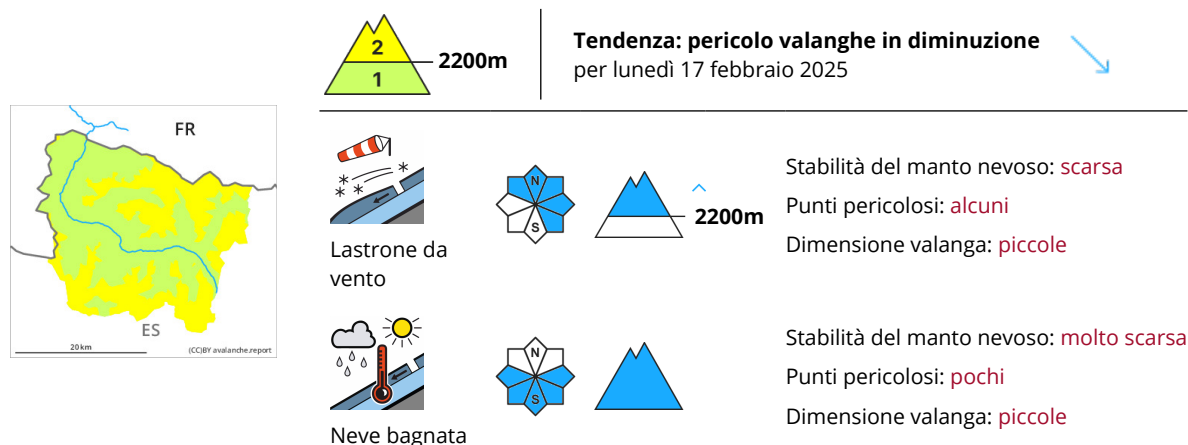 2
2200m
1
Tendenza: pericolo valanghe in diminuzione
per lunedì 17 febbraio 2025
FR
ES
20 km
(CC)BY avalanche.report
N
S
2200m
Lastrone da
vento
Stabilità del manto nevoso: scarsa
Punti pericolosi: alcuni
Dimensione valanga: piccole
N
S
Neve bagnata
Stabilità del manto nevoso: molto scarsa
Punti pericolosi: pochi
Dimensione valanga: piccole